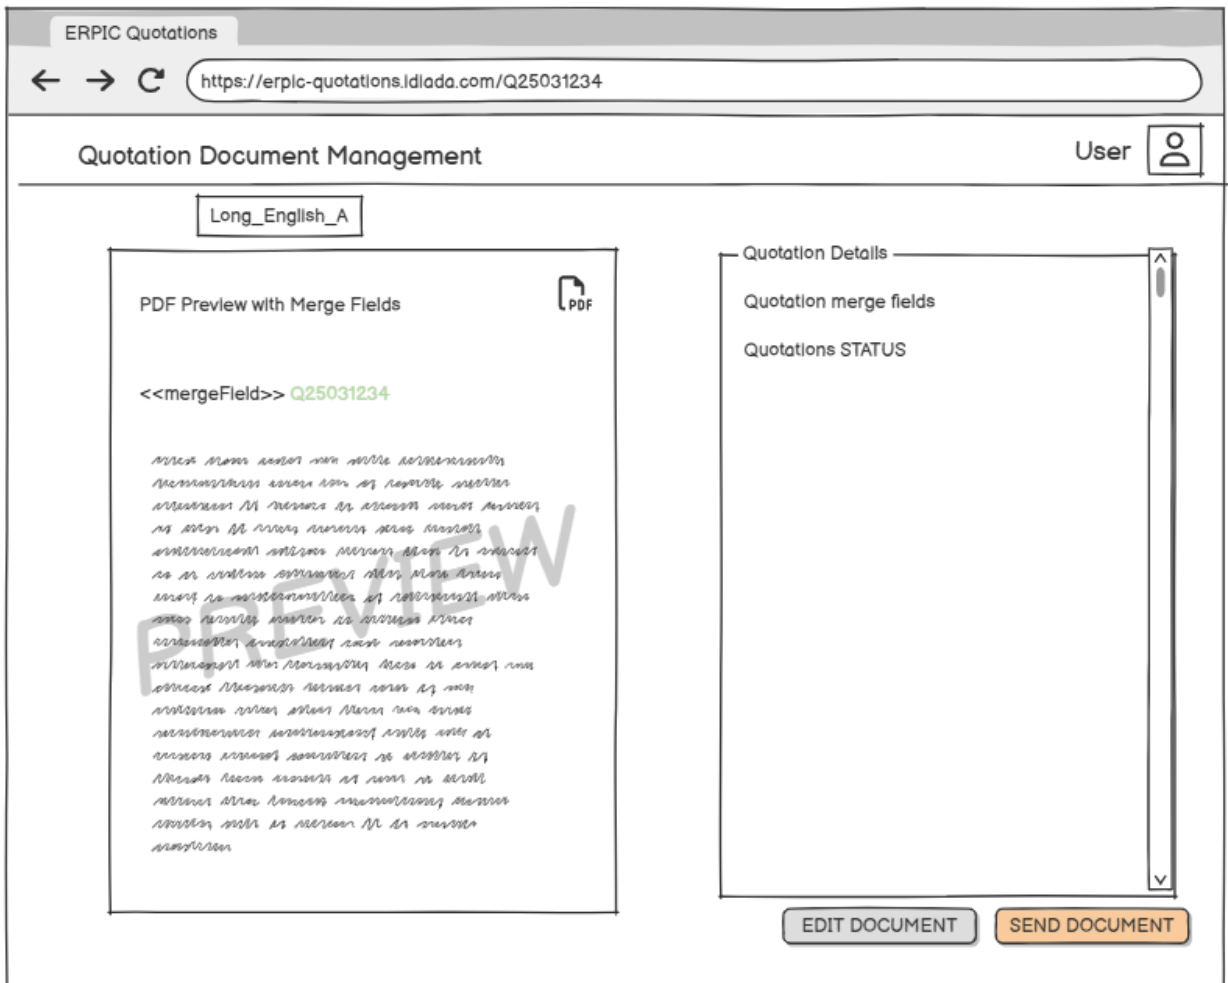 ERPIC Quotations
https://erpic-quotations.idiada.com/Q25031234
Quotation Document Management
User
Long_English_A
PDF Preview with Merge Fields
PDF
<<mergeField>> Q25031234
PREVIEW
Quotation Details
Quotation merge fields
Quotations STATUS
EDIT DOCUMENT
SEND DOCUMENT